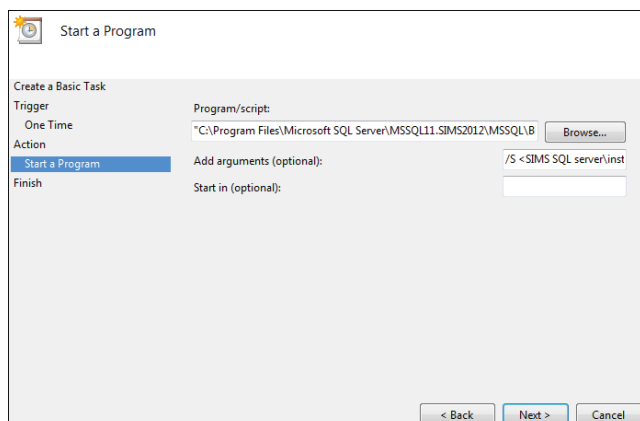 Start a Program
Create a Basic Task
Trigger
One Time
Action
Start a Program
Finish
Program/script:
"C:\Program Files\Microsoft SQL Server\MSSQL11.SIMS2012\MSSQL\B
Browse...
Add arguments (optional):
/S <SIMS SQL server\inst
Start in (optional):
< Back
Next >
Cancel